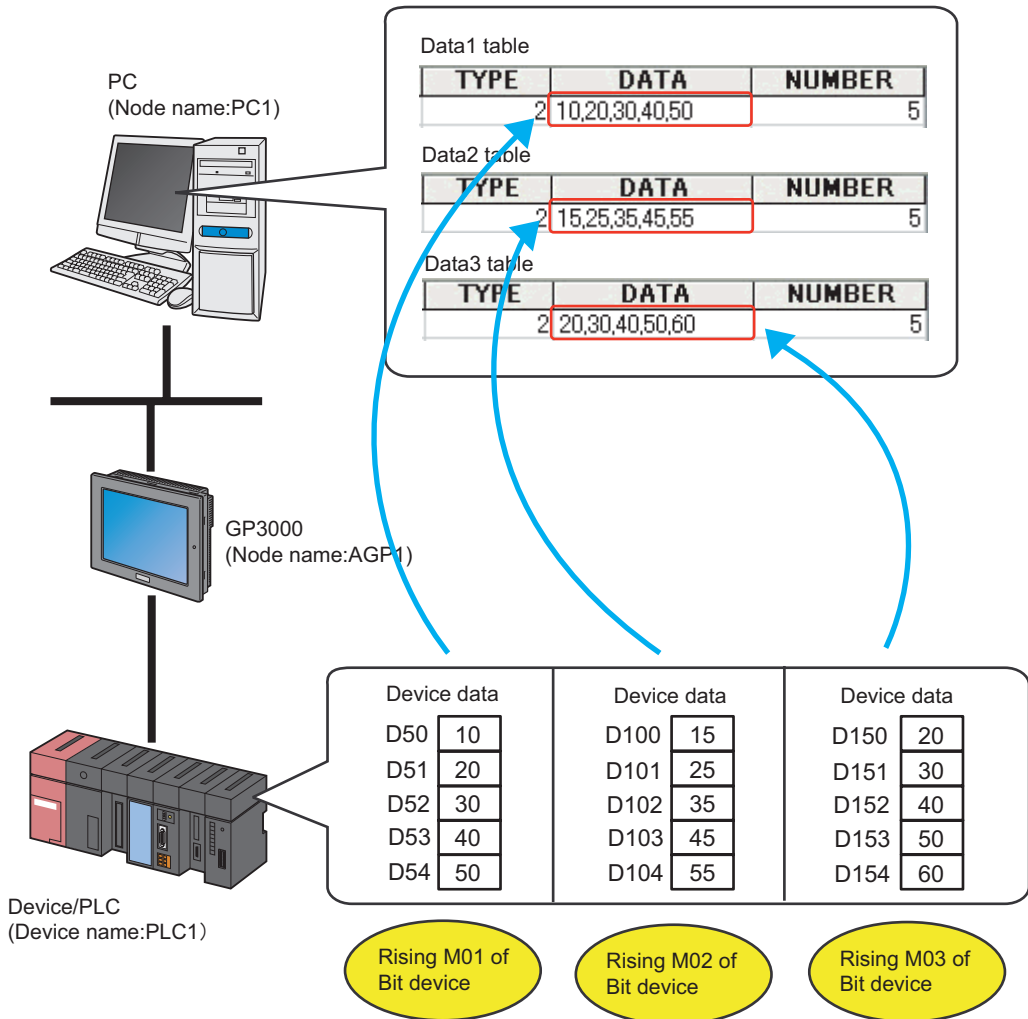 Data1 table
TYPE DATA NUMBER
2 10,20,30,40,50 5
Data2 table
TYPE DATA NUMBER
2 15,25,35,45,55 5
Data3 table
TYPE DATA NUMBER
2 20,30,40,50,60 5
PC
(Node name:PC1)
GP3000
(Node name:AGP1)
Device data
D50 10
D51 20
D52 30
D53 40
D54 50
Device data
D100 15
D101 25
D102 35
D103 45
D104 55
Device data
D150 20
D151 30
D152 40
D153 50
D154 60
Device/PLC
(Device name:PLC1）
Rising M01 of
Bit device
Rising M02 of
Bit device
Rising M03 of
Bit device